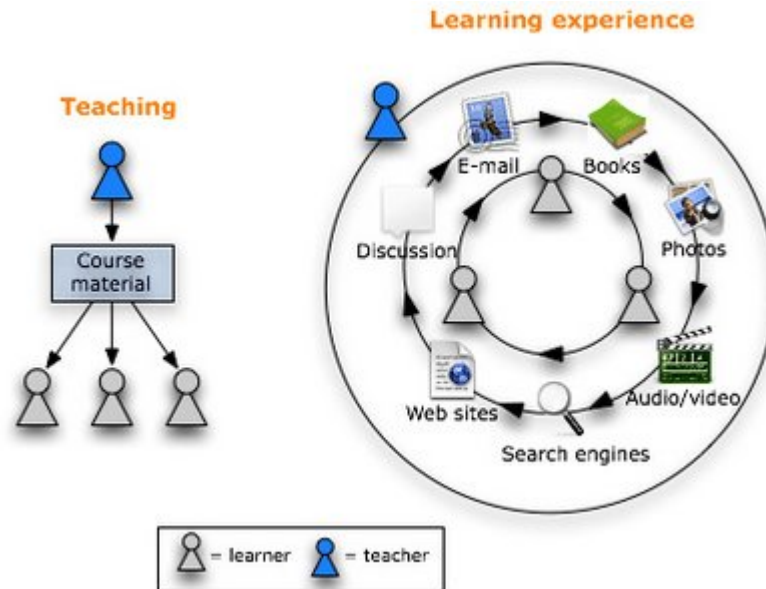 Learning experience
Teaching
E-mail
Books
Course
material
Discussion
Photos
Web sites
Audio/video
Search engines
= learner
= teacher